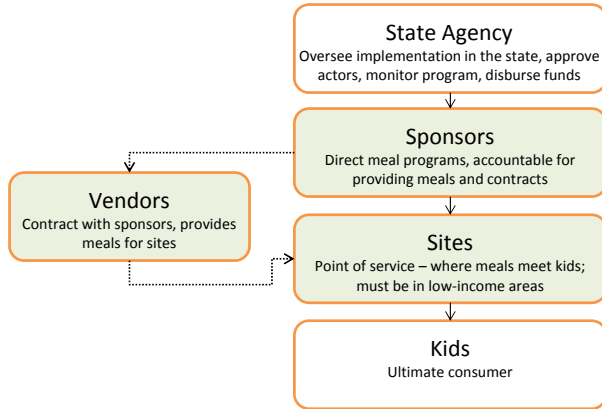 State Agency
Oversee implementation in the state, approve
actors, monitor program, disburse funds
Sponsors
Direct meal programs, accountable for
providing meals and contracts
Vendors
Contract with sponsors, provides
meals for sites
Sites
Point of service – where meals meet kids;
must be in low-income areas
Kids
Ultimate consumer